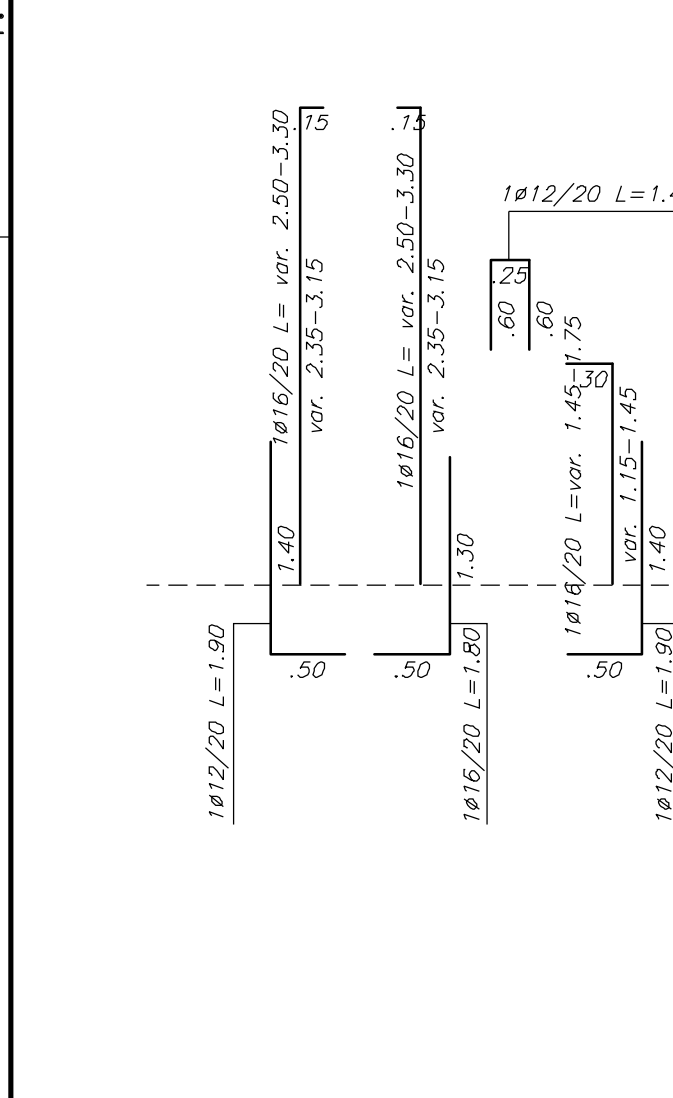 1ø16/20 L= var. 2.50-3.30
.15
var. 2.35-3.15
1ø16/20 L= var. 2.50-3.30
.15
var. 2.35-3.15
1ø12/20 L=1.4
.25
.60
.60
1ø16/20 L=var. 1.45-1.75
.30
var. 1.15-1.45
1.40
1.30
1.40
.50
.50
.50
1ø12/20 L=1.90
1ø16/20 L=1.80
1ø12/20 L=1.90